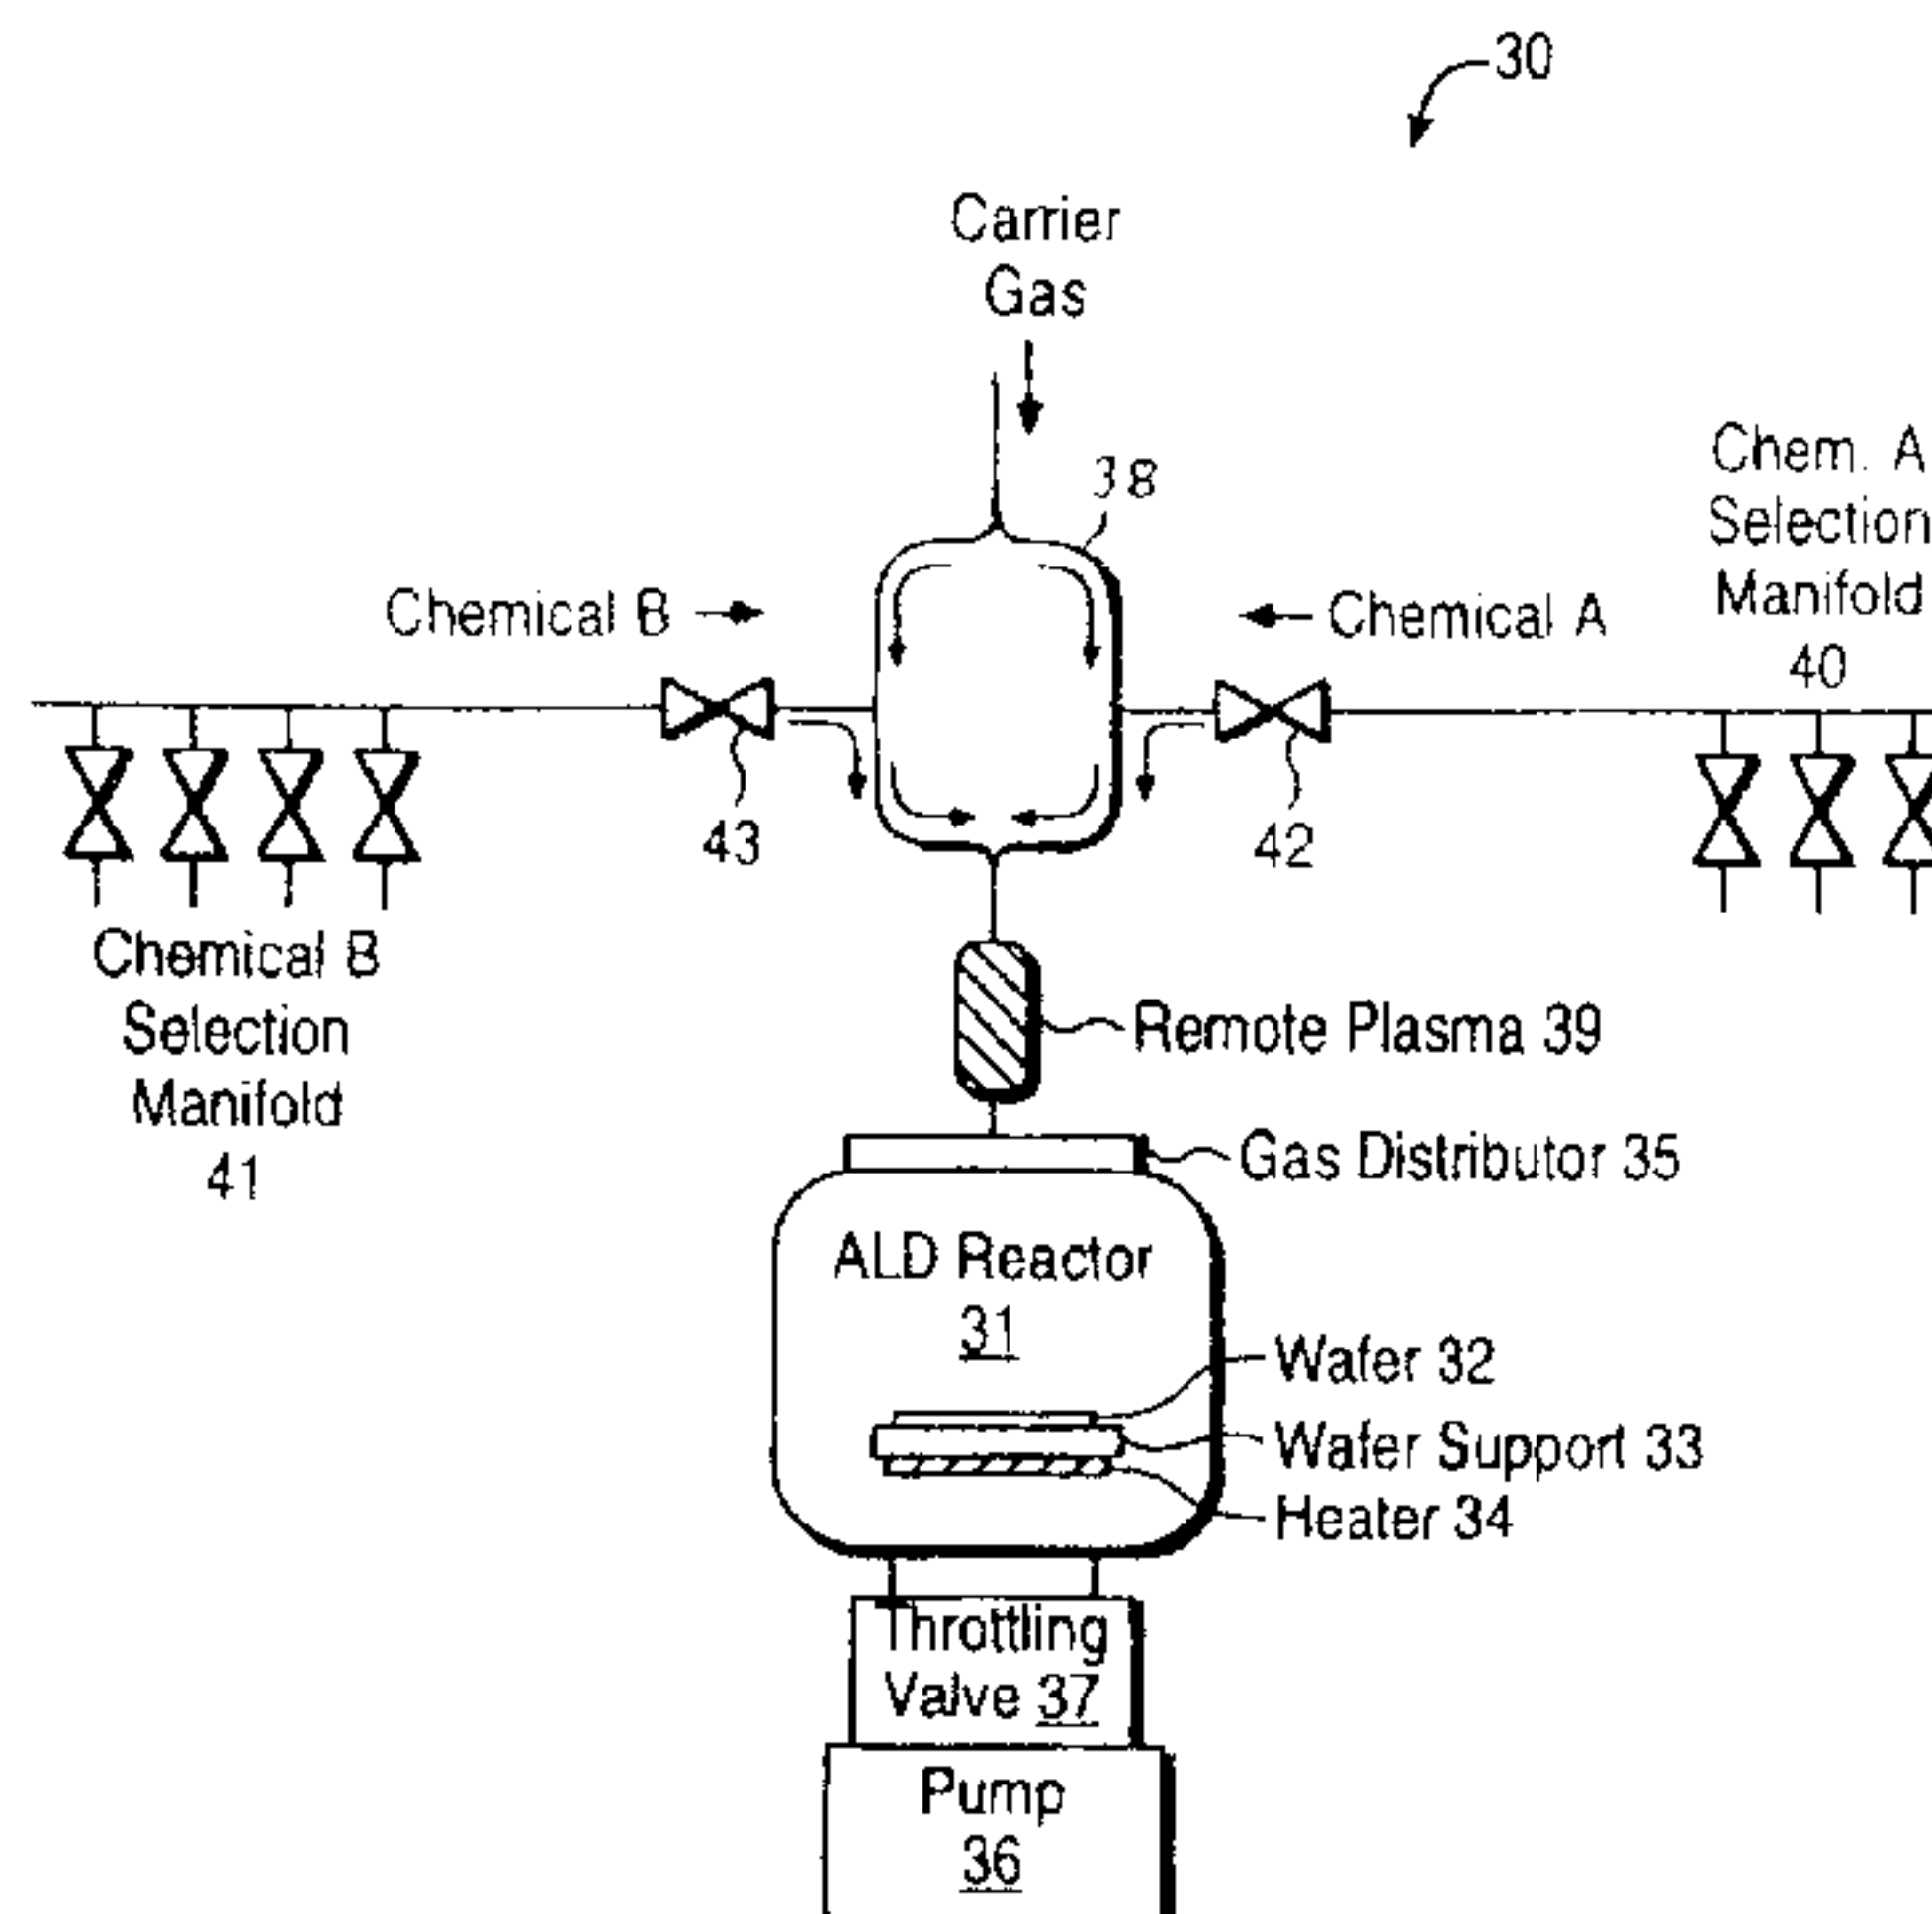 30
Carrier
Gas
38
Chem. A
Selection
Manifold
40
Chemical B
Chemical A
43
42
Chemical B
Selection
Manifold
41
Remote Plasma 39
Gas Distributor 35
ALD Reactor
31
Wafer 32
Wafer Support 33
Heater 34
Throttling
Valve 37
Pump
36